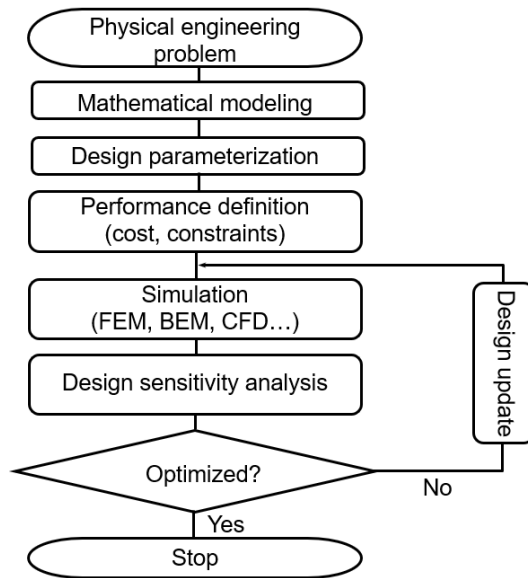 Physical engineering
problem
Mathematical modeling
Design parameterization
Performance definition
(cost, constraints)
Simulation
(FEM, BEM, CFD...)
Design sensitivity analysis
Design update
Optimized?
No
Yes
Stop